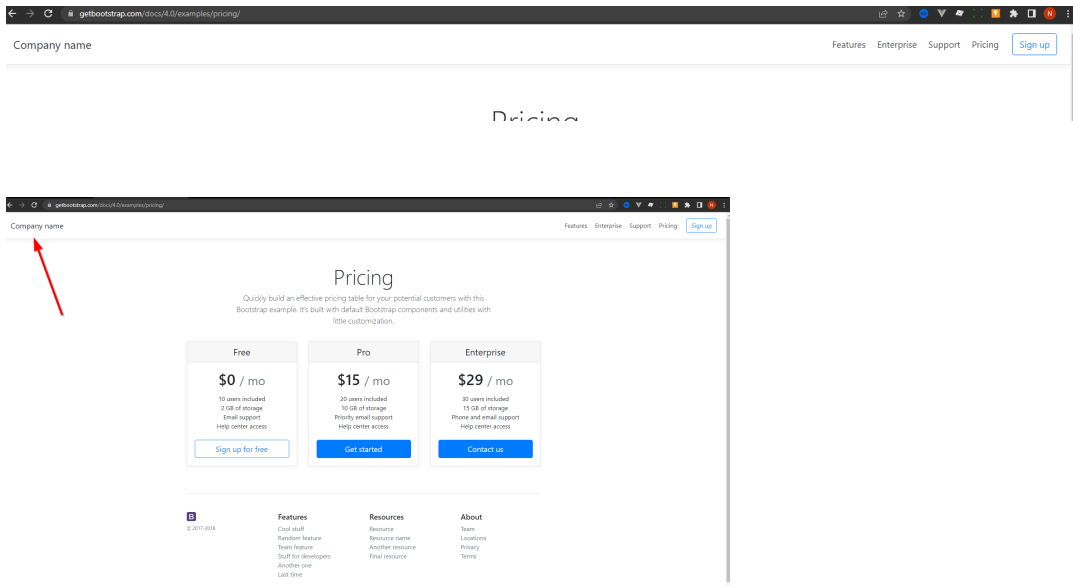 getbootstrap.com/docs/4.0/examples/pricing/
Company name
Features Enterprise Support Pricing Sign up
Pricing
getbootstrap.com/docs/4.0/examples/pricing/
Company name
Features Enterprise Support Pricing Sign up
Pricing
Quickly build an effective pricing table for your potential customers with this
Bootstrap example. It's built with default Bootstrap components and utilities with
little customization.
Free
$0 / mo
10 users included
2 GB of storage
Email support
Help center access
Sign up for free
Pro
$15 / mo
20 users included
10 GB of storage
Priority email support
Help center access
Get started
Enterprise
$29 / mo
30 users included
15 GB of storage
Phone and email support
Help center access
Contact us
B
© 2017-2018
Features
Cool stuff
Random feature
Team feature
Stuff for developers
Another one
Last time
Resources
Resource
Resource name
Another resource
Final resource
About
Team
Locations
Privacy
Terms